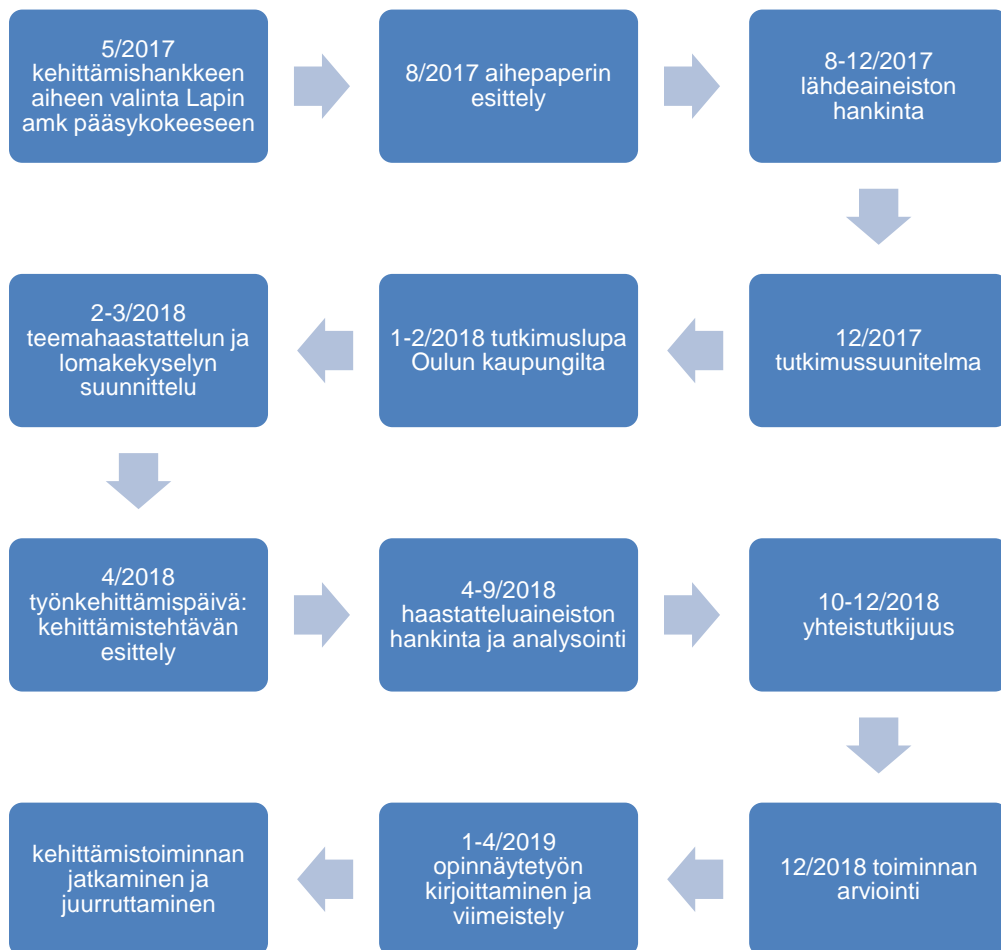 5/2017
kehittämishankkeen
aiheen valinta Lapin
amk pääsykokeeseen
8/2017 aihepaperin
esittely
8-12/2017
lähdeaineiston
hankinta
12/2017
tutkimussuunitelma
1-2/2018 tutkimuslupa
Oulun kaupungilta
2-3/2018
teemahaastattelun ja
lomakekyselyn
suunnittelu
4/2018
työnkehittämispäivä:
kehittämistehtävän
esittely
4-9/2018
haastatteluaineiston
hankinta ja analysointi
10-12/2018
yhteistutkijuus
12/2018 toiminnan
arviointi
1-4/2019
opinnäytetyön
kirjoittaminen ja
viimeistely
kehittämistoiminnan
jatkaminen ja
juurruttaminen